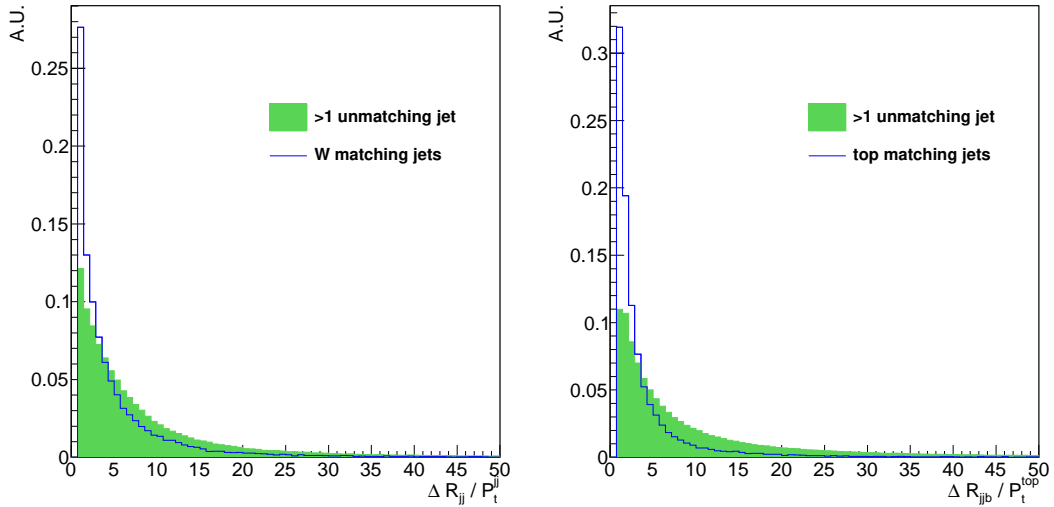 A.U.
0.25
0.2
0.15
0.1
0.05
0
>1 unmatching jet
W matching jets
0 5 10 15 20 25 30 35 40 45 50
Δ R_jj / P_t^jj
A.U.
0.3
0.25
0.2
0.15
0.1
0.05
0
>1 unmatching jet
top matching jets
0 5 10 15 20 25 30 35 40 45 50
Δ R_jjb / P_t^top